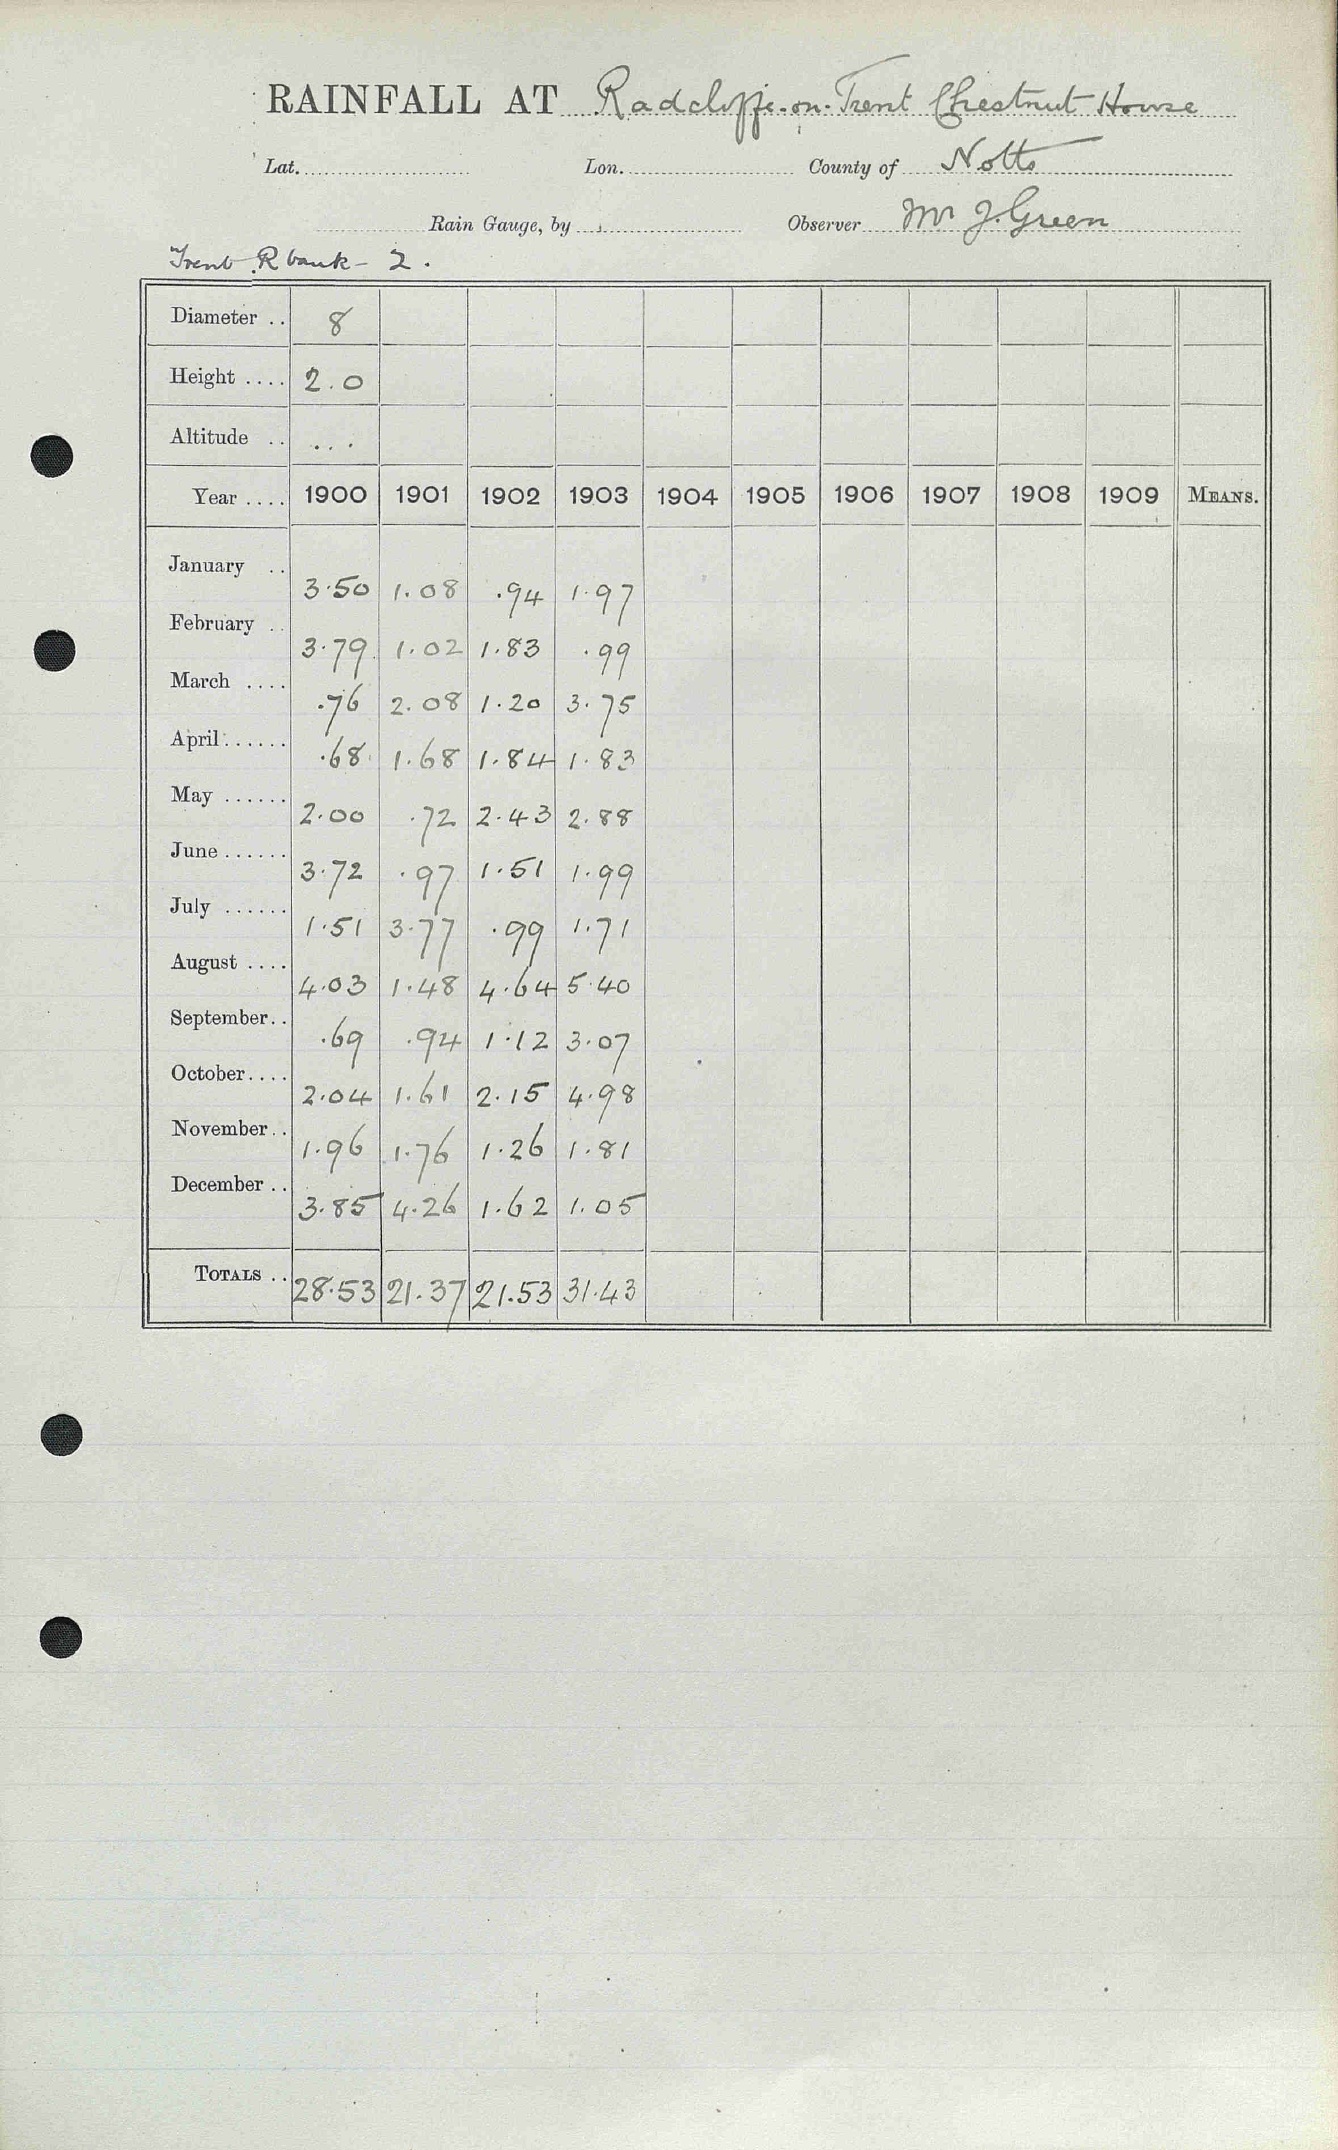 RAINFALL AT Radcliffe-on-Trent Chestnut House
Lat. Lon. County of Notts
Rain Gauge, by Observer Mr J. Green
Trent R bank - 2.
Diameter .. 8
Height .... 2.0
Altitude .. ...
Year .... 1900 1901 1902 1903 1904 1905 1906 1907 1908 1909 MEANS.
January .. 3.50 1.08 .94 1.97
February .. 3.79 1.02 1.83 .99
March .... .76 2.08 1.20 3.75
April ...... .68 1.68 1.84 1.83
May ...... 2.00 .72 2.43 2.88
June ...... 3.72 .97 1.51 1.99
July ...... 1.51 3.77 .99 1.71
August .... 4.03 1.48 4.64 5.40
September.. .69 .94 1.12 3.07
October.... 2.04 1.61 2.15 4.98
November.. 1.96 1.76 1.26 1.81
December .. 3.85 4.26 1.62 1.05
TOTALS .. 28.53 21.37 21.53 31.43